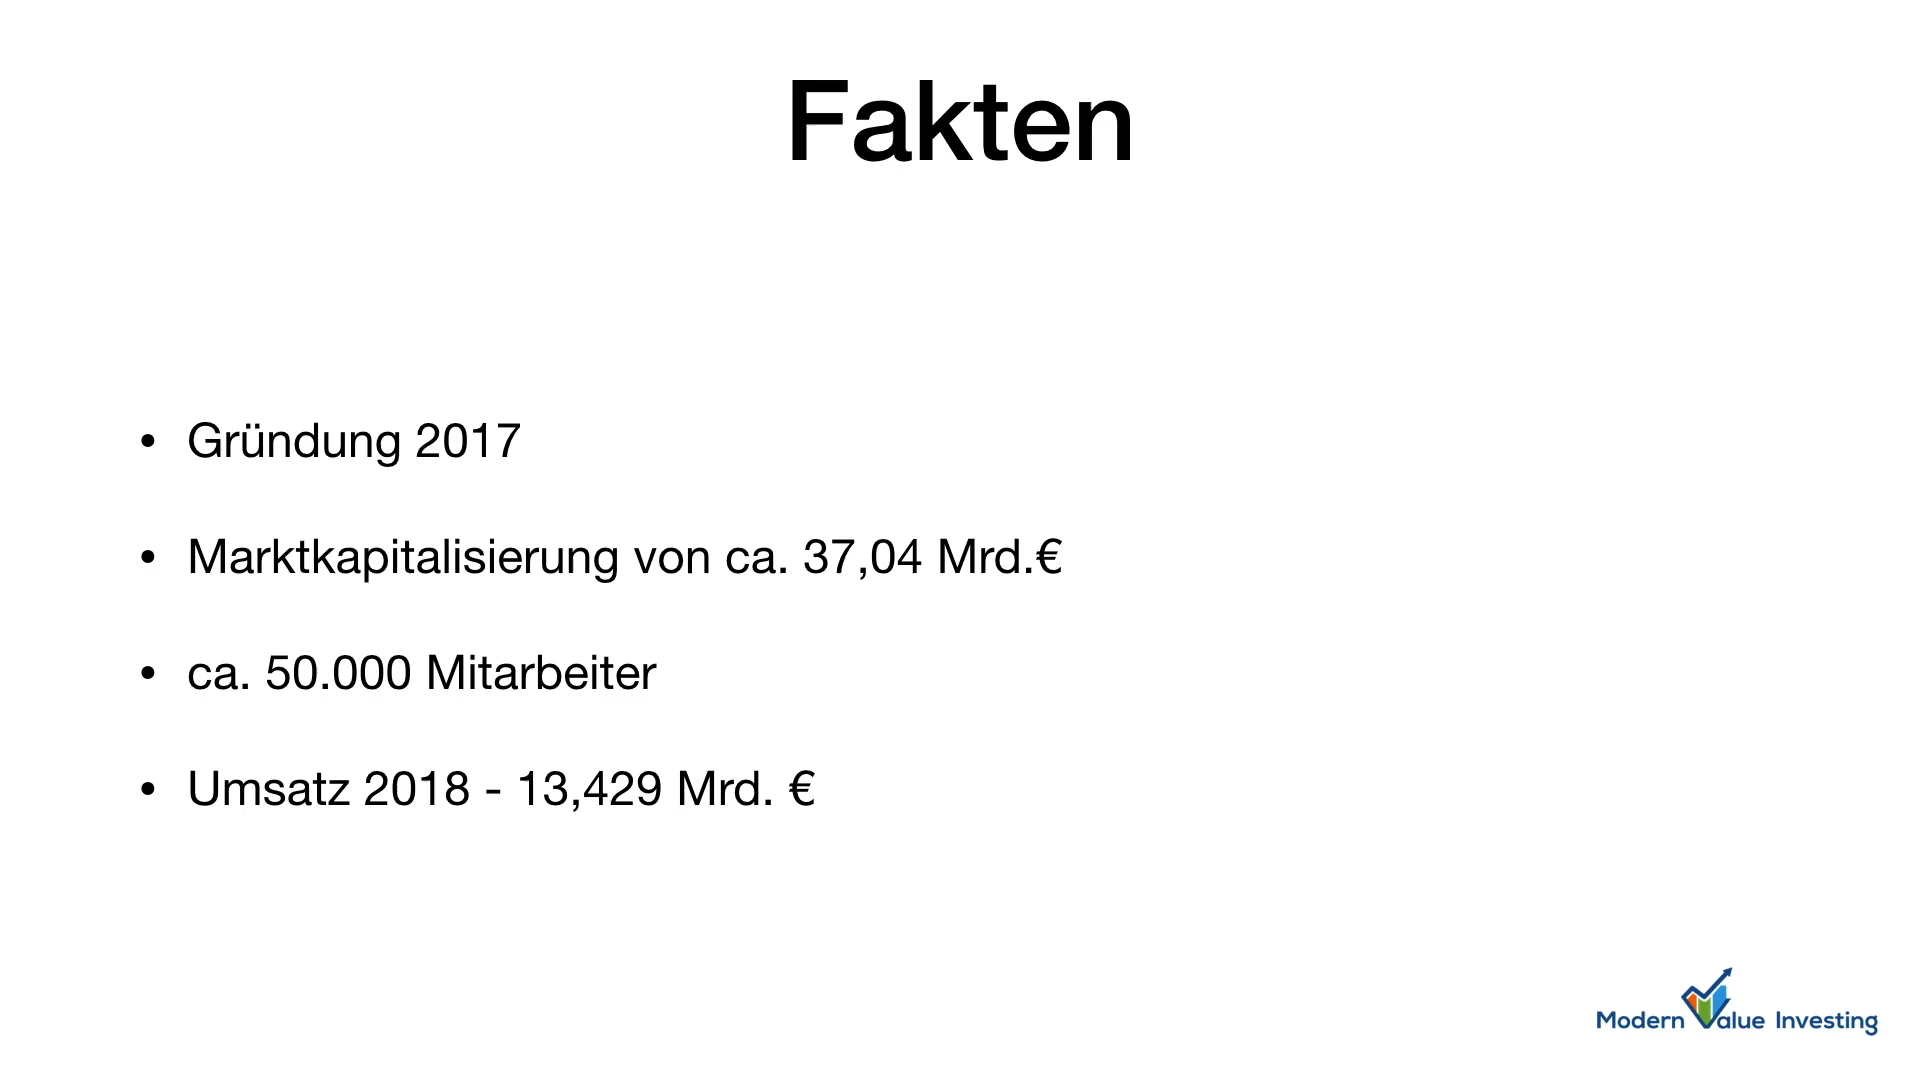 Fakten
• Gründung 2017
• Marktkapitalisierung von ca. 37,04 Mrd.€
• ca. 50.000 Mitarbeiter
• Umsatz 2018 - 13,429 Mrd. €
Modern Value Investing